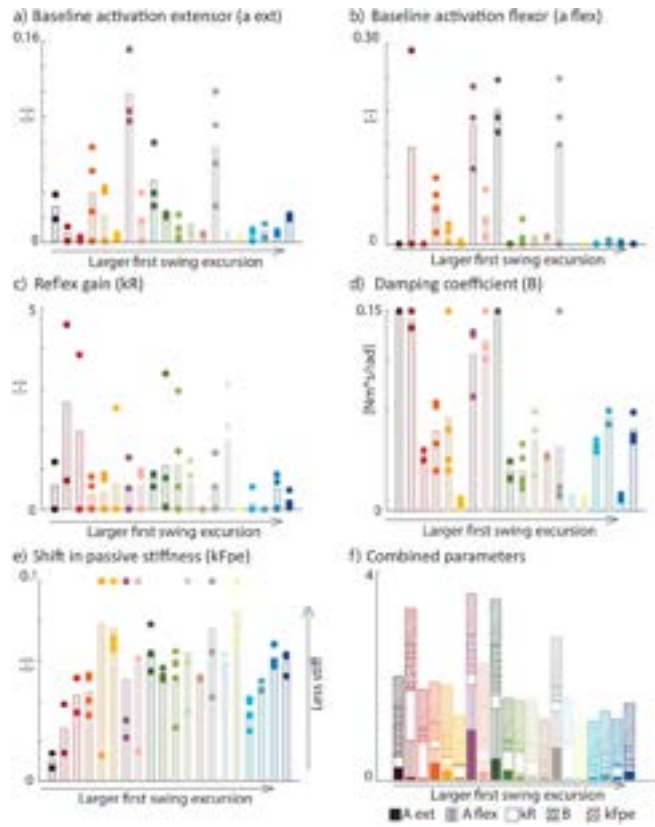 a) Baseline activation extensor (a ext)
0.16
[-]
0
Larger first swing excursion
b) Baseline activation flexor (a flex)
0.30
[-]
0
Larger first swing excursion
c) Reflex gain (kR)
5
[-]
0
Larger first swing excursion
d) Damping coefficient (B)
0.15
[Nm*s/rad]
0
Larger first swing excursion
e) Shift in passive stiffness (kFpe)
0.1
[-]
0
Less stiff
Larger first swing excursion
f) Combined parameters
4
0
Larger first swing excursion
A ext A flex kR B kfpe